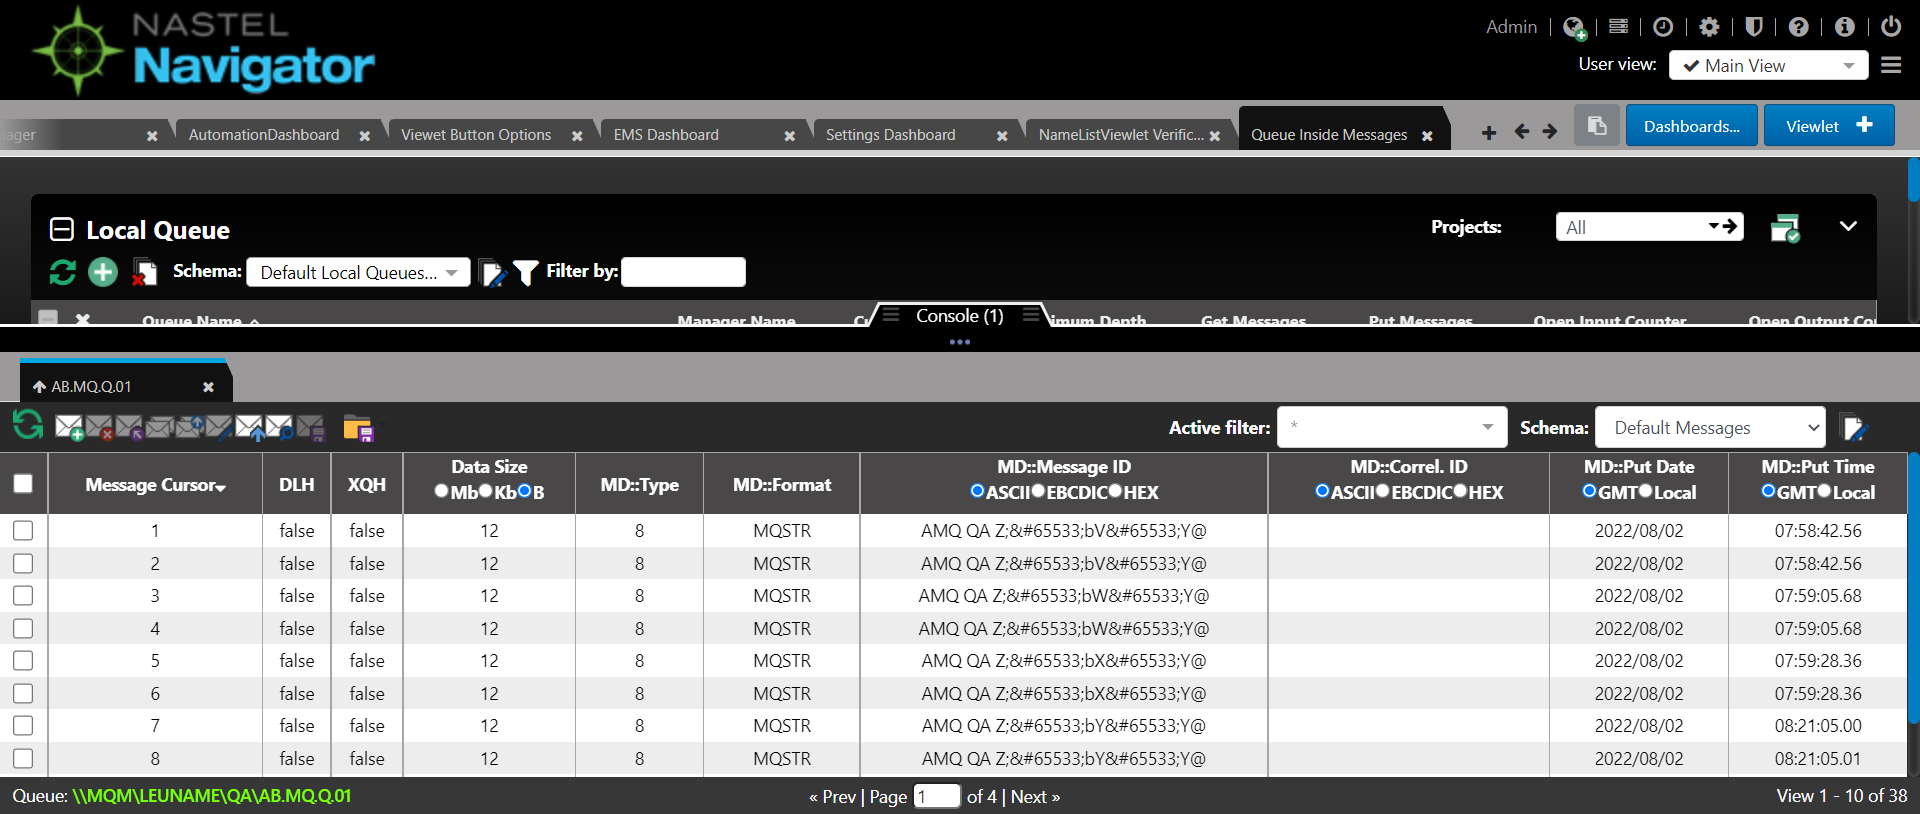 NASTEL
Navigator
Admin
User view: Main View
ager AutomationDashboard Viewet Button Options EMS Dashboard Settings Dashboard NameListViewlet Verific... Queue Inside Messages Dashboards... Viewlet
Local Queue Projects: All
Schema: Default Local Queues... Filter by:
Queue Name Manager Name Cu imum Depth Get Messages Put Messages Open Input Counter Open Output Co
Console (1)
AB.MQ.Q.01
Active filter: * Schema: Default Messages
Message Cursor DLH XQH Data Size MD::Type MD::Format MD::Message ID MD::Correl. ID MD::Put Date MD::Put Time
Mb Kb B ASCII EBCDIC HEX ASCII EBCDIC HEX GMT Local GMT Local
1 false false 12 8 MQSTR AMQ QA Z;&#65533;bV&#65533;Y@ 2022/08/02 07:58:42.56
2 false false 12 8 MQSTR AMQ QA Z;&#65533;bV&#65533;Y@ 2022/08/02 07:58:42.56
3 false false 12 8 MQSTR AMQ QA Z;&#65533;bW&#65533;Y@ 2022/08/02 07:59:05.68
4 false false 12 8 MQSTR AMQ QA Z;&#65533;bW&#65533;Y@ 2022/08/02 07:59:05.68
5 false false 12 8 MQSTR AMQ QA Z;&#65533;bX&#65533;Y@ 2022/08/02 07:59:28.36
6 false false 12 8 MQSTR AMQ QA Z;&#65533;bX&#65533;Y@ 2022/08/02 07:59:28.36
7 false false 12 8 MQSTR AMQ QA Z;&#65533;bY&#65533;Y@ 2022/08/02 08:21:05.00
8 false false 12 8 MQSTR AMQ QA Z;&#65533;bY&#65533;Y@ 2022/08/02 08:21:05.01
Queue: \\MQM\LEUNAME\QA\AB.MQ.Q.01 « Prev | Page 1 of 4 | Next » View 1 - 10 of 38